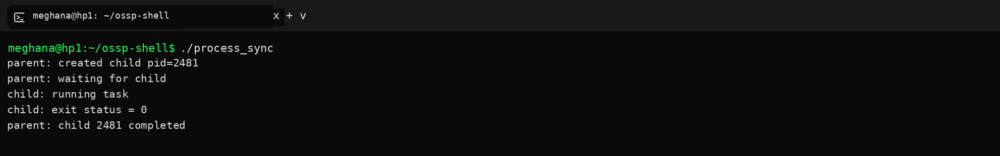 meghana@hp1: ~/ossp-shell x + v
meghana@hp1:~/ossp-shell$ ./process_sync
parent: created child pid=2481
parent: waiting for child
child: running task
child: exit status = 0
parent: child 2481 completed